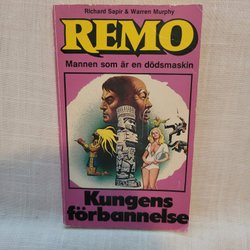 Richard Sapir & Warren Murphy
REMO
Mannen som är en dödsmaskin
Kungens
förbannelse